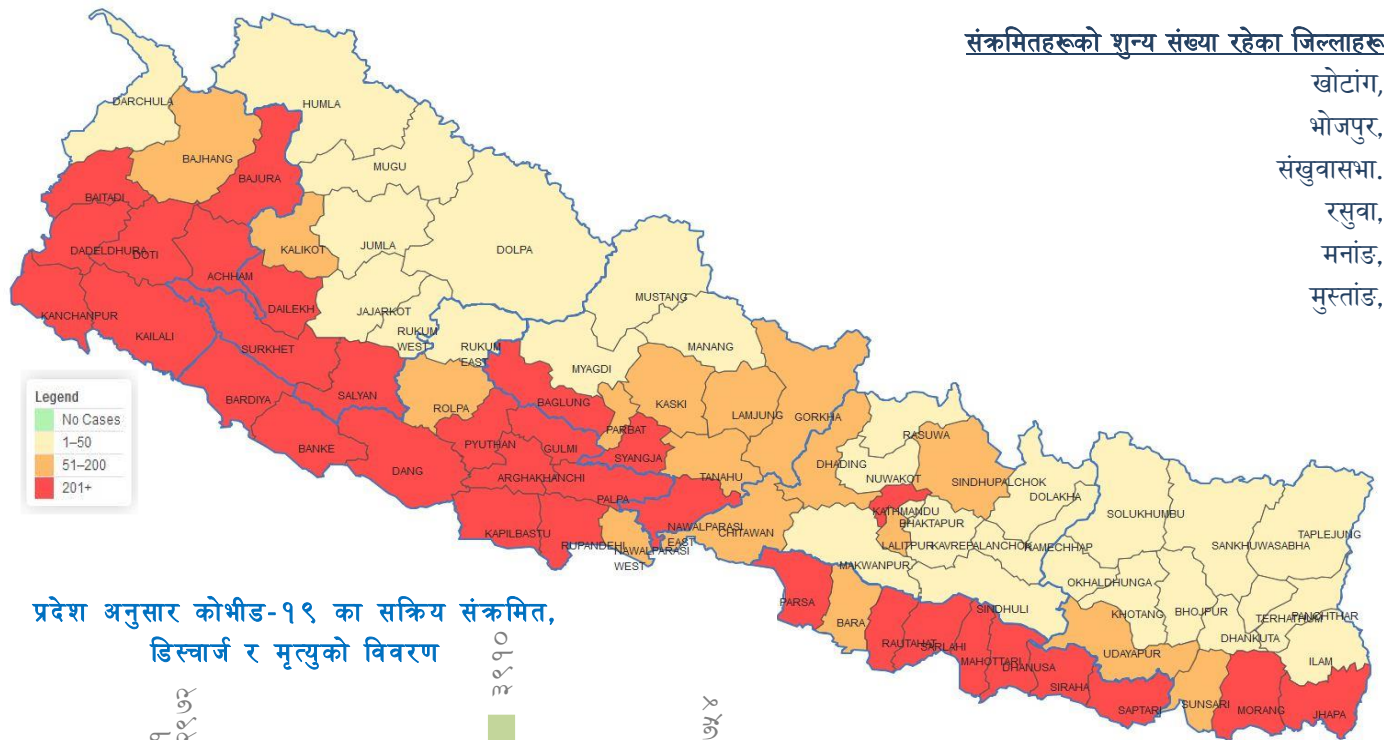 संक्रमितहरूको शुन्य संख्या रहेका जिल्लाहरू
खोटांग,
भोजपुर,
संखुवासभा.
रसुवा,
मनांङ,
मुस्तांङ,
DARCHULA
HUMLA
BAJHANG
MUGU
BAJURA
BAITADI
JUMLA
KALIKOT
DOLPA
DADELDHURA
DOTI
ACHHAM
MUSTANG
DAILEKH
JAJARKOT
KANCHANPUR
RUKUM
WEST
KAILALI
SURKHET
RUKUM
EAST
MANANG
MYAGDI
Legend
No Cases
1–50
51–200
201+
SALYAN
BARDIYA
ROLPA
BAGLUNG
KASKI
LAMJUNG
GORKHA
PARBAT
RASUWA
BANKE
PYUTHAN
GULMI
SYANGJA
DHADING
DANG
ARGHAKHANCHI
TANAHU
NUWAKOT
SINDHUPALCHOK
DOLAKHA
PALPA
KATHMANDU
SOLUKHUMBU
KAPILBASTU
NAWALPARASI
EAST
CHITAWAN
BHAKTAPUR
TAPLEJUNG
RUPANDEHI
NAWALPARASI
WEST
LALITPUR
KAVREPALANCHOK
RAMECHHAP
SANKHUWASABHA
MAKWANPUR
OKHALDHUNGA
PARSA
SINDHULI
KHOTANG
BHOJPUR
TERHATHUM
PANCHTHAR
BARA
DHANKUTA
RAUTAHAT
SARLAHI
UDAYAPUR
ILAM
MAHOTTARI
DHANUSA
SIRAHA
SAPTARI
SUNSARI
MORANG
JHAPA
प्रदेश अनुसार कोभीड-१९ का सक्रिय संक्रमित,
डिस्चार्ज र मृत्युको विवरण
३९१०